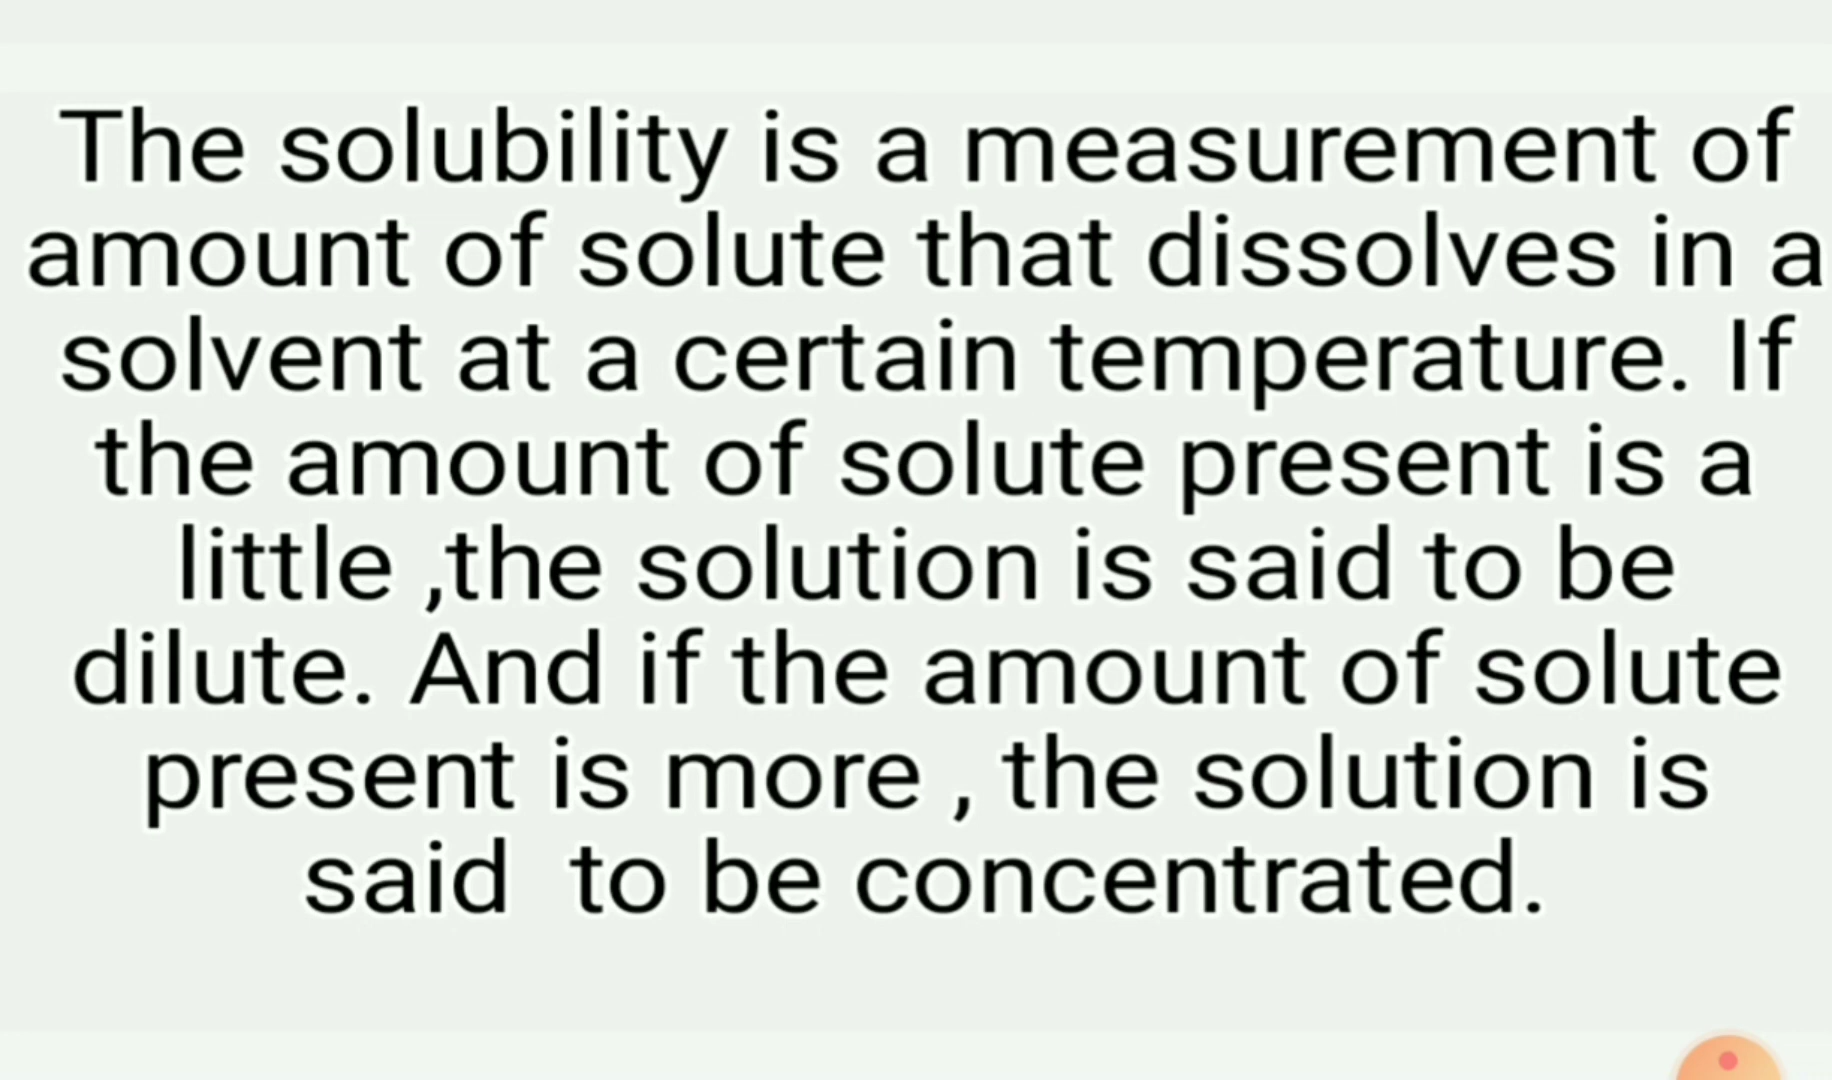 The solubility is a measurement of
amount of solute that dissolves in a
solvent at a certain temperature. If
the amount of solute present is a
little ,the solution is said to be
dilute. And if the amount of solute
present is more , the solution is
said  to be concentrated.